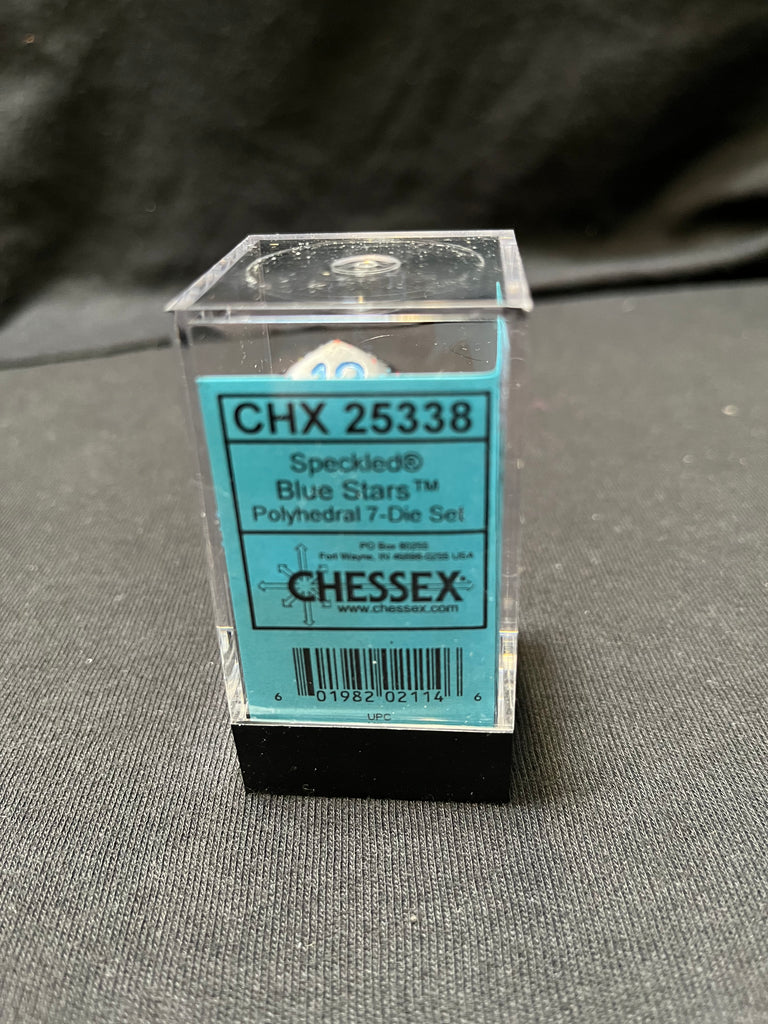 12
CHX 25338
Speckled®
Blue Stars™
Polyhedral 7-Die Set
PO Box 80255
Fort Wayne, IN 46898-0255 USA
CHESSEX®
www.chessex.com
6 01982 02114 6
UPC